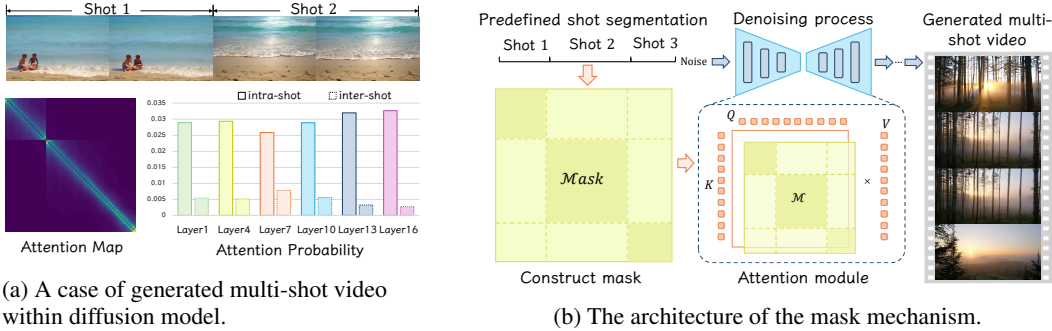 Shot 1
Shot 2
0.035
0.03
0.025
0.02
0.015
0.01
0.005
0
intra-shot
inter-shot
Layer1 Layer4 Layer7 Layer10 Layer13 Layer16
Attention Map
Attention Probability
(a) A case of generated multi-shot video
within diffusion model.
Predefined shot segmentation
Shot 1 Shot 2 Shot 3
Mask
Construct mask
Denoising process
Noise
Q
K
V
M
×
Attention module
Generated multi-
shot video
...
(b) The architecture of the mask mechanism.